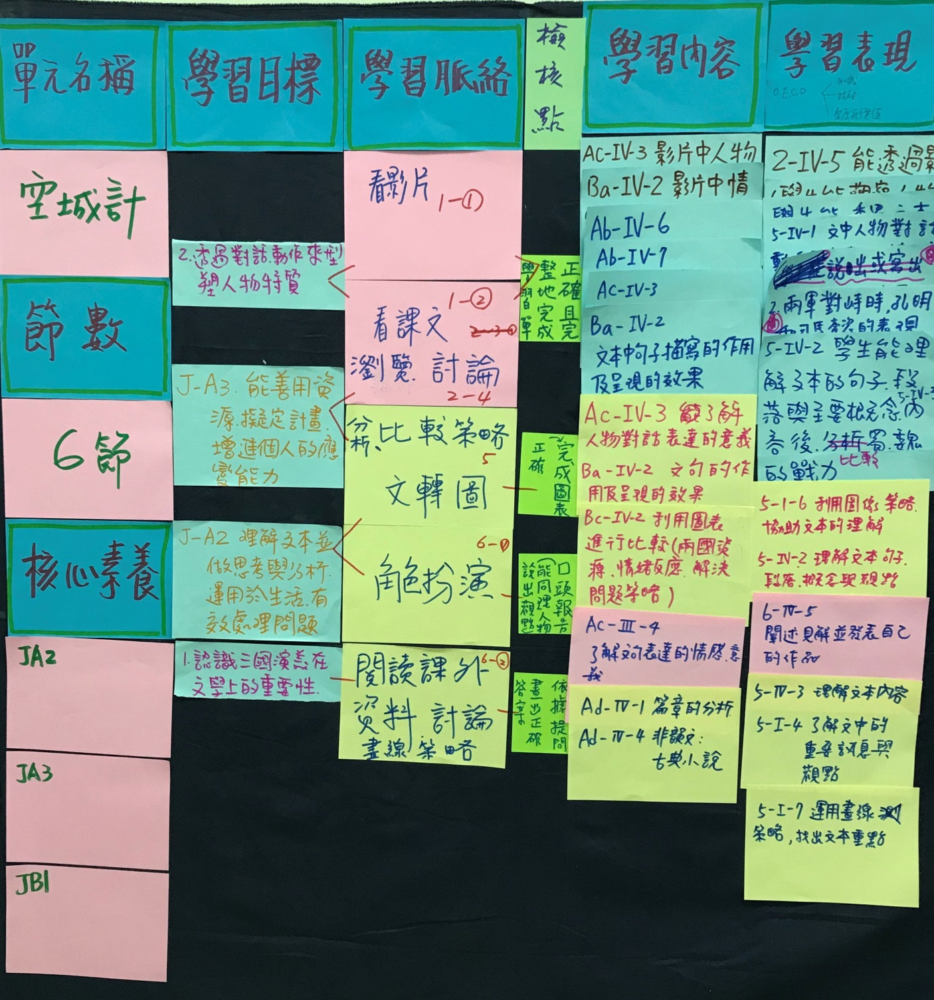 單元名稱
空城計
節數
6節
核心素養
JA2
JA3
JB1
學習目標
2.透過對話.動作來型
塑人物特質
J-A3. 能善用資
源.擬定計畫.
增進個人的應
變能力
J-A2 理解文本並
做思考與分析.
運用於生活.有
效處理問題
1.認識三國演義在
文學上的重要性.
學習脈絡
看影片
1-①
1-②
看課文
瀏覽.討論
2-4
分析、比較策略
5
文轉圖
6-①
角色扮演
閱讀課外
6-②
資料 討論
畫線策略
檢核點
正確且完
整地完成
學習單
完成圖表
正確
口頭報告
(能同理人物
說出觀點
依據提問
畫出正確
答案
學習內容
Ac-IV-3 影片中人物
Ba-IV-2 影片中情
Ab-IV-6
Ab-IV-7
AC-IV-3
Ba-IV-2
文本中句子描寫的作用
及呈現的效果
Ac-IV-3 了解
人物對話表達的意義
Ba-IV-2 文句的作
用及呈現的效果
Bc-IV-2 利用圖表
進行比較(兩國資
源.情緒反應.解決
問題策略)
Ac-III-4
了解文句表達的情感.意
義
Ad-IV-1 篇章的分析
Ad-IV-4 非韻文:
古典小說
學習表現
O.E.C.D
知識
技能
2-IV-5 能透過
5-IV-1 文中人物對話
說出或寫出
2.兩軍對峙時,孔明
和司馬懿的表現
5-IV-2 學生能理
解文本的句子.段
落與主要概念.內
5-IV-3
容後.分析蜀.魏
比較
的戰力
5-1-6 利用圖像策略.
協助文本的理解
5-IV-2 理解文本句子.
段落.概念與觀點
6-IV-5
闡述見解並發表自己
的作品
5-IV-3 理解文本內容
5-I-4 了解文中的
重要訊息與
觀點
5-I-7 運用畫線
策略,找出文本重點